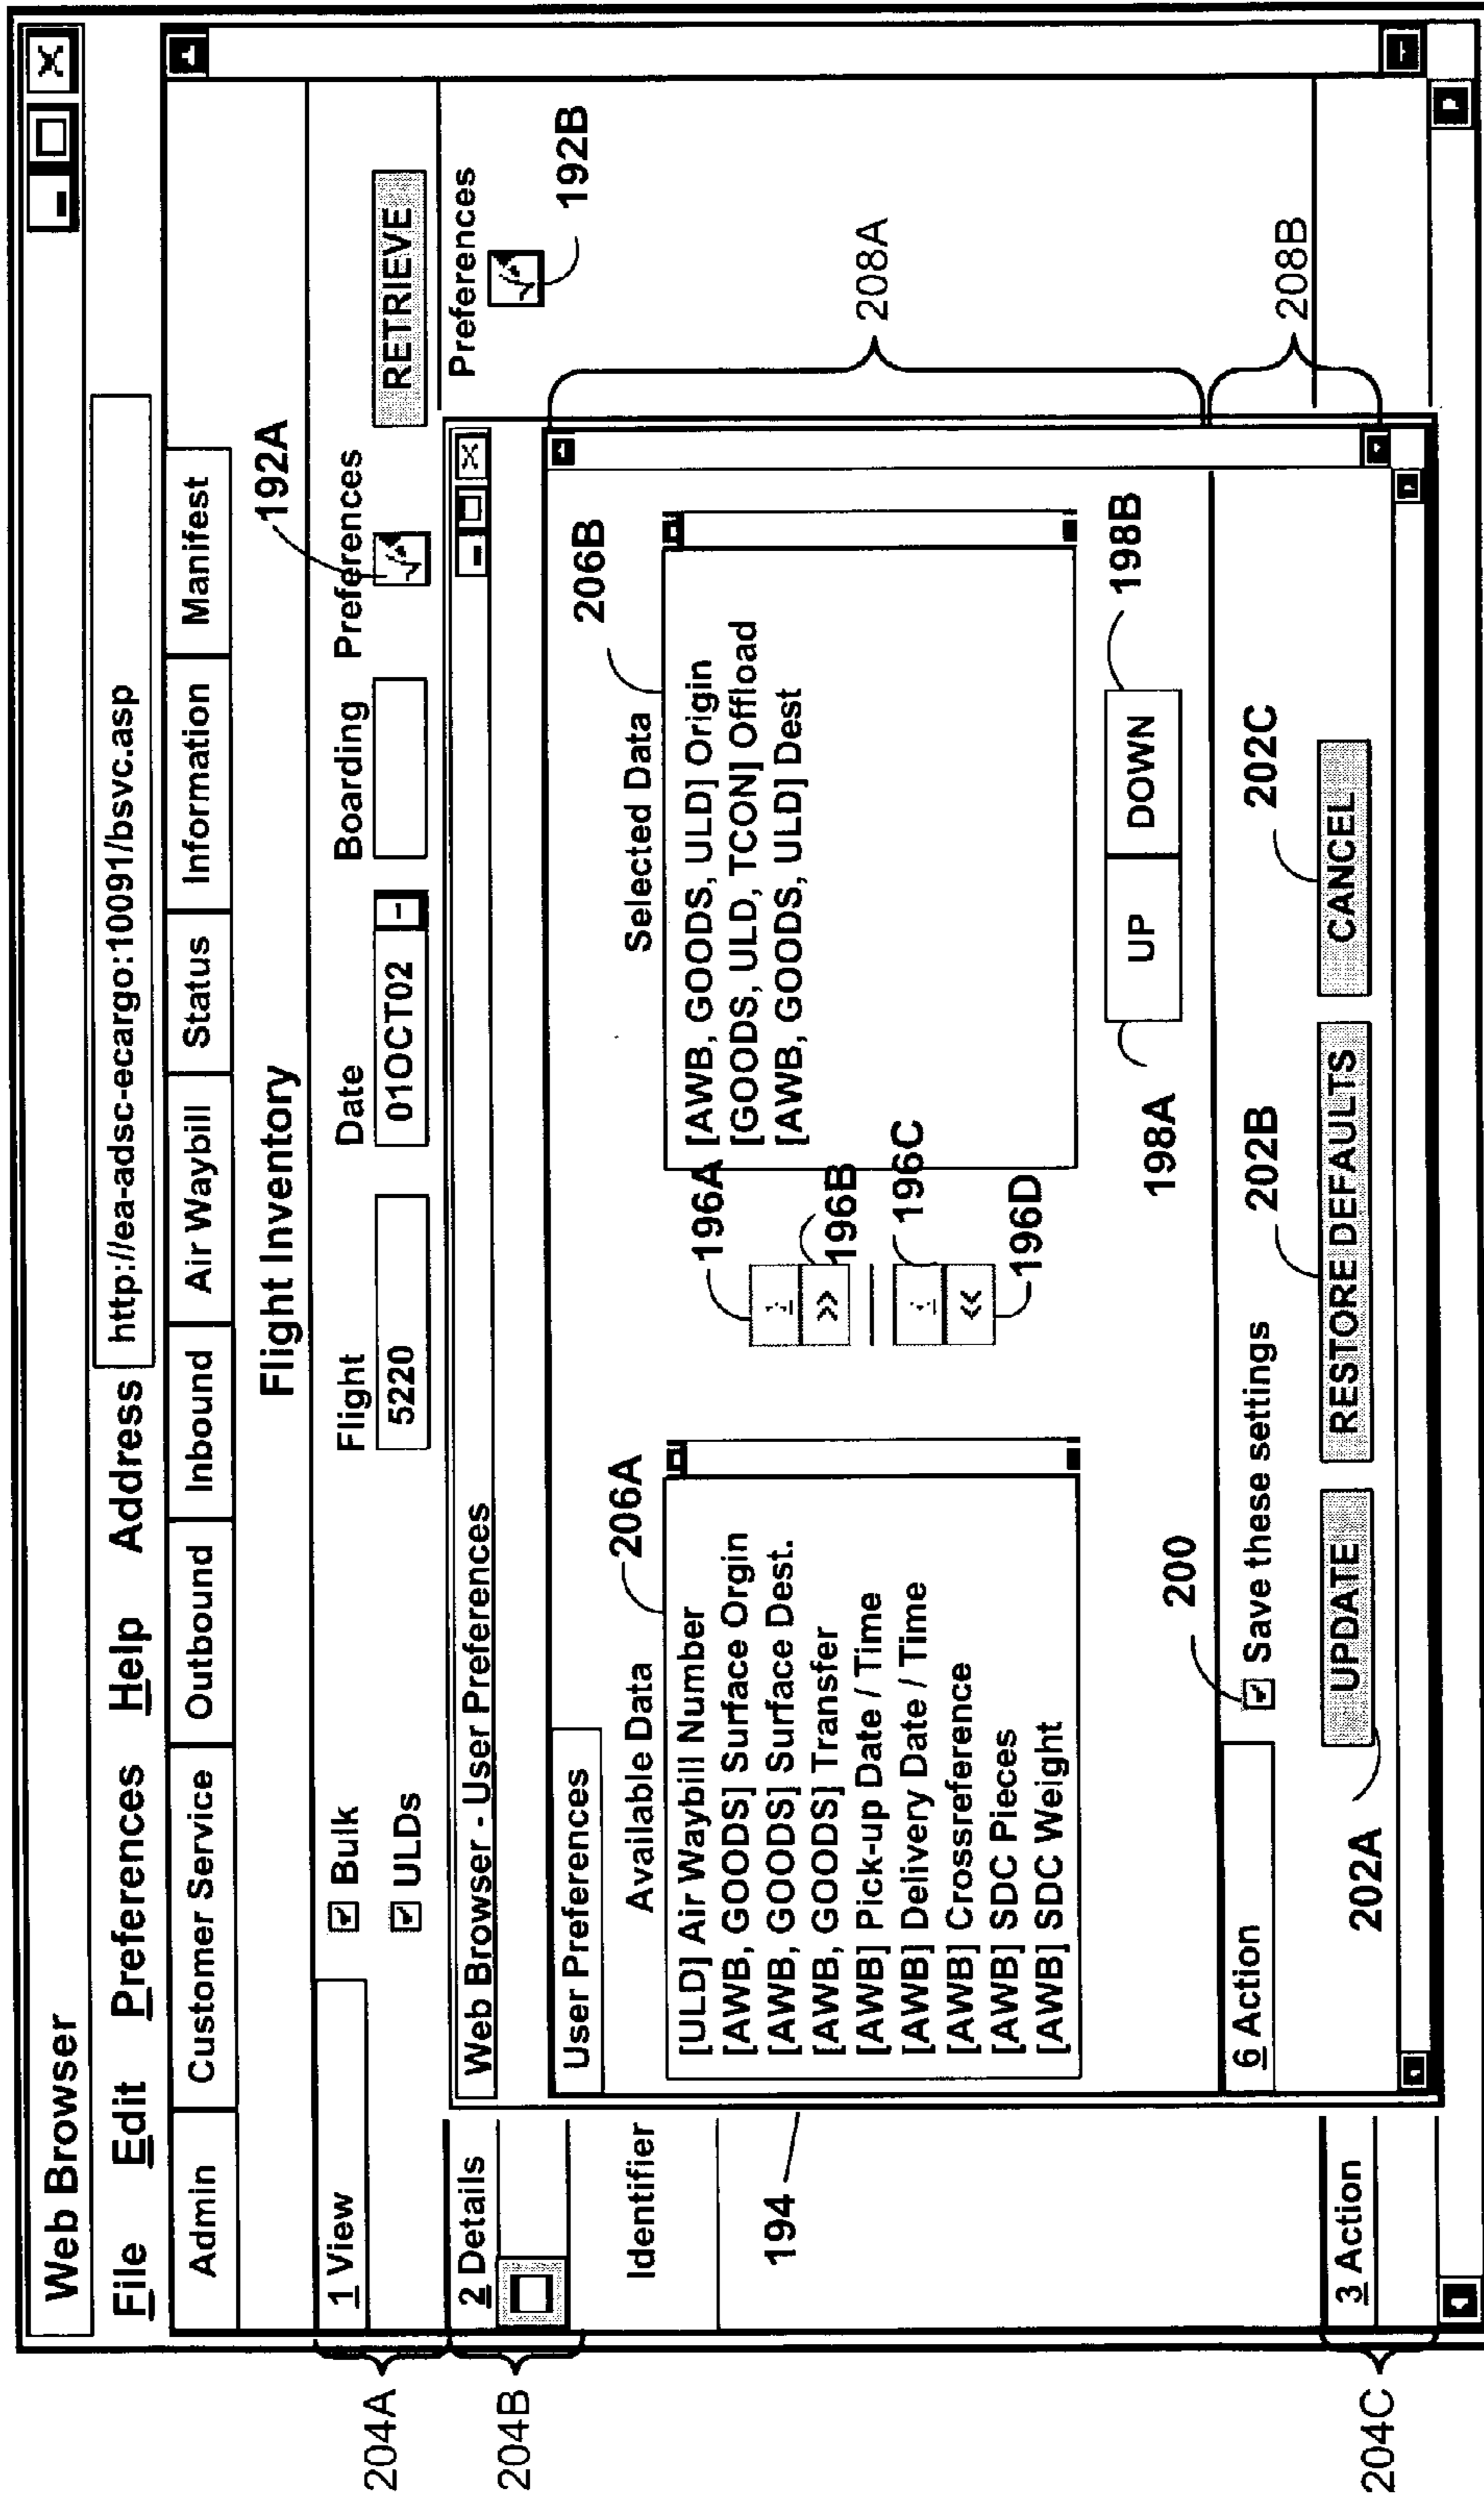 Web Browser
File Edit Preferences Help Address http://ea-adsc-ecargo:10091/bsvc.asp
Admin Customer Service Outbound Inbound Air Waybill Status Information Manifest
Flight Inventory
192A
1 View
Bulk
ULDs
Flight
5220
Date
01OCT02
Boarding
Preferences
RETRIEVE
204A
2 Details
204B
Preferences
192B
Identifier
194
Web Browser - User Preferences
User Preferences
Available Data
206A
[ULD] Air Waybill Number
[AWB, GOODS] Surface Orgin
[AWB, GOODS] Surface Dest.
[AWB, GOODS] Transfer
[AWB] Pick-up Date / Time
[AWB] Delivery Date / Time
[AWB] Crossreference
[AWB] SDC Pieces
[AWB] SDC Weight
196A
>>
196B
196C
<<
196D
Selected Data
206B
[AWB, GOODS, ULD] Origin
[GOODS, ULD, TCON] Offload
[AWB, GOODS, ULD] Dest
UP DOWN
198A
198B
208A
6 Action
200
Save these settings
202B
202C
UPDATE RESTORE DEFAULTS CANCEL
202A
208B
3 Action
204C